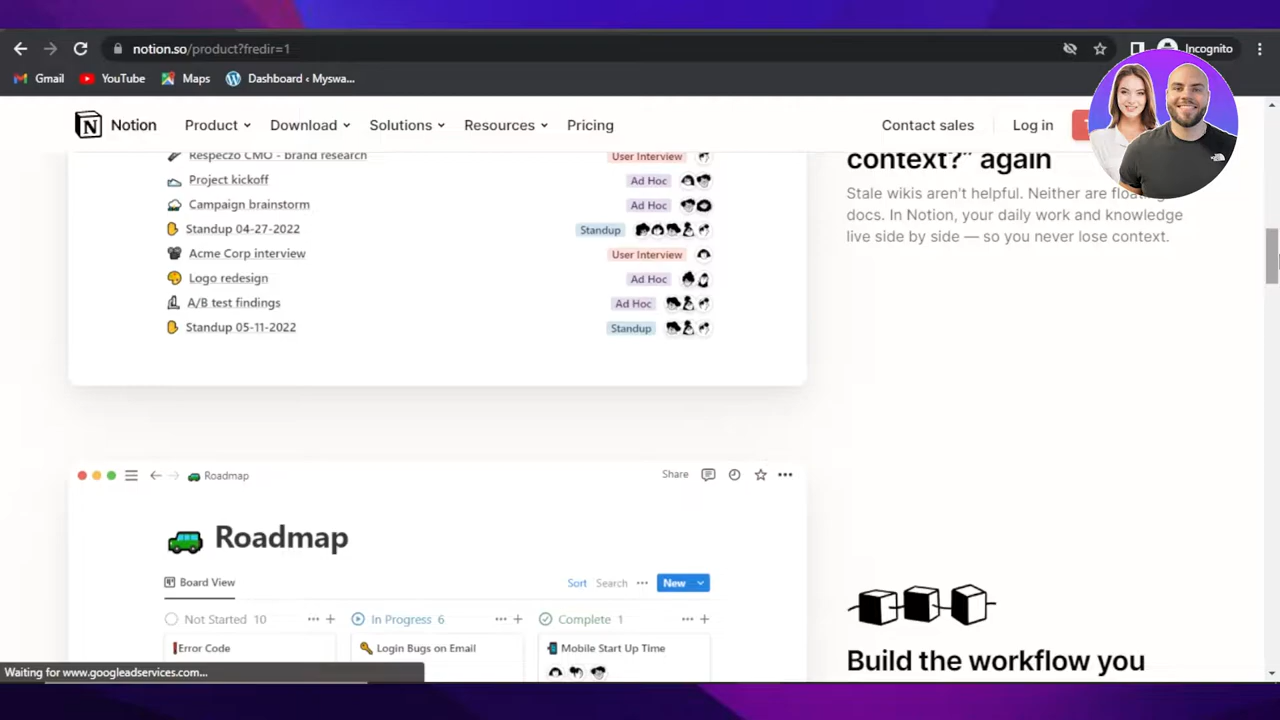 notion.so/product?fredir=1
Incognito
Gmail
YouTube
Maps
Dashboard ‹ Myswa...
Notion
Product
Download
Solutions
Resources
Pricing
Contact sales
Log in
Respeczo CMO - brand research
User Interview
Project kickoff
Ad Hoc
Campaign brainstorm
Ad Hoc
Standup 04-27-2022
Standup
Acme Corp interview
User Interview
Logo redesign
Ad Hoc
A/B test findings
Ad Hoc
Standup 05-11-2022
Standup
context?” again
Stale wikis aren't helpful. Neither are floating
docs. In Notion, your daily work and knowledge
live side by side — so you never lose context.
Roadmap
Share
Roadmap
Board View
Sort
Search
New
Not Started 10
In Progress 6
Complete 1
Error Code
Login Bugs on Email
Mobile Start Up Time
Build the workflow you
Waiting for www.googleadservices.com...